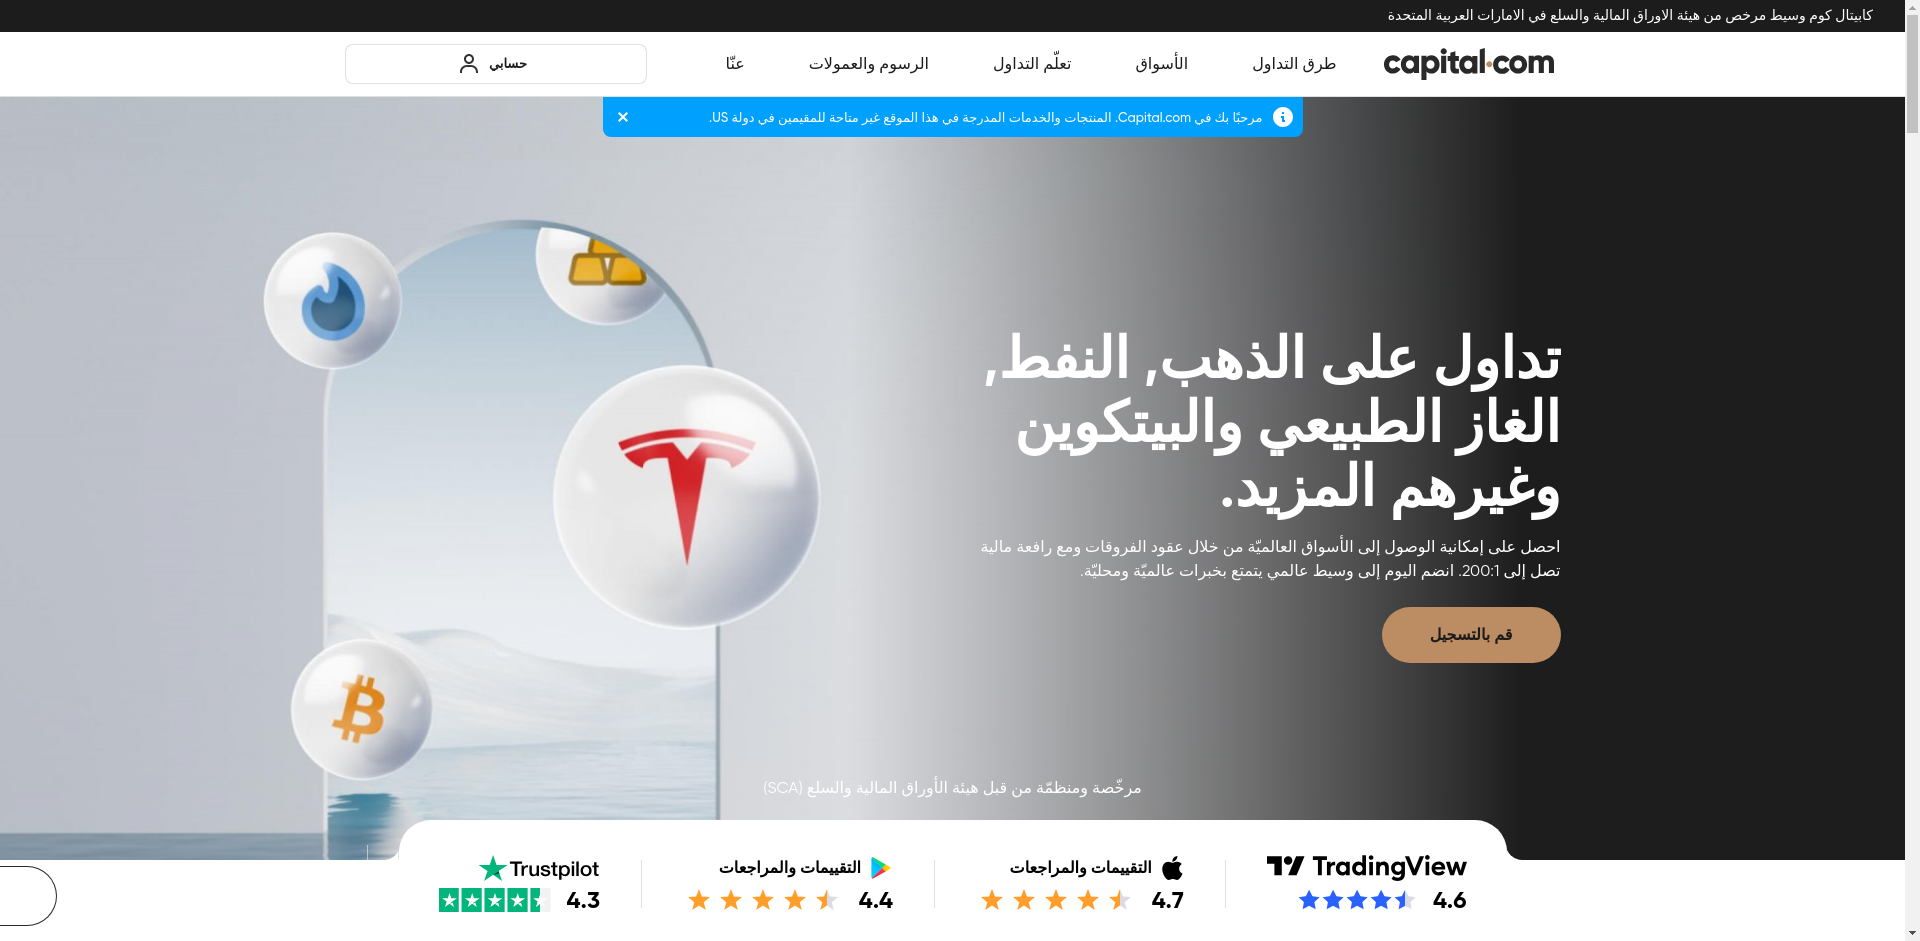 كابيتال كوم وسيط مرخص من هيئة الاوراق المالية والسلع في الامارات العربية المتحدة
capital.com
طرق التداول
الأسواق
تعلّم التداول
الرسوم والعمولات
عنّا
حسابي
مرحبًا بك في Capital.com. المنتجات والخدمات المدرجة في هذا الموقع غير متاحة للمقيمين في دولة US.
تداول على الذهب, النفط,
الغاز الطبيعي والبيتكوين
وغيرهم المزيد.
احصل على إمكانية الوصول إلى الأسواق العالميّة من خلال عقود الفروقات ومع رافعة مالية
تصل إلى 200:1. انضم اليوم إلى وسيط عالمي يتمتع بخبرات عالميّة ومحليّة.
قم بالتسجيل
مرخّصة ومنظمّة من قبل هيئة الأوراق المالية والسلع (SCA)
TradingView
4.6
التقييمات والمراجعات
4.7
التقييمات والمراجعات
4.4
Trustpilot
4.3